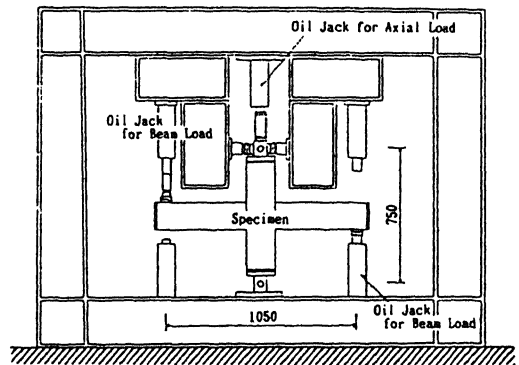 Oil Jack for Axial Load
Oil Jack
for Beam Load
Specimen
750
1050
Oil Jack
for Beam Load